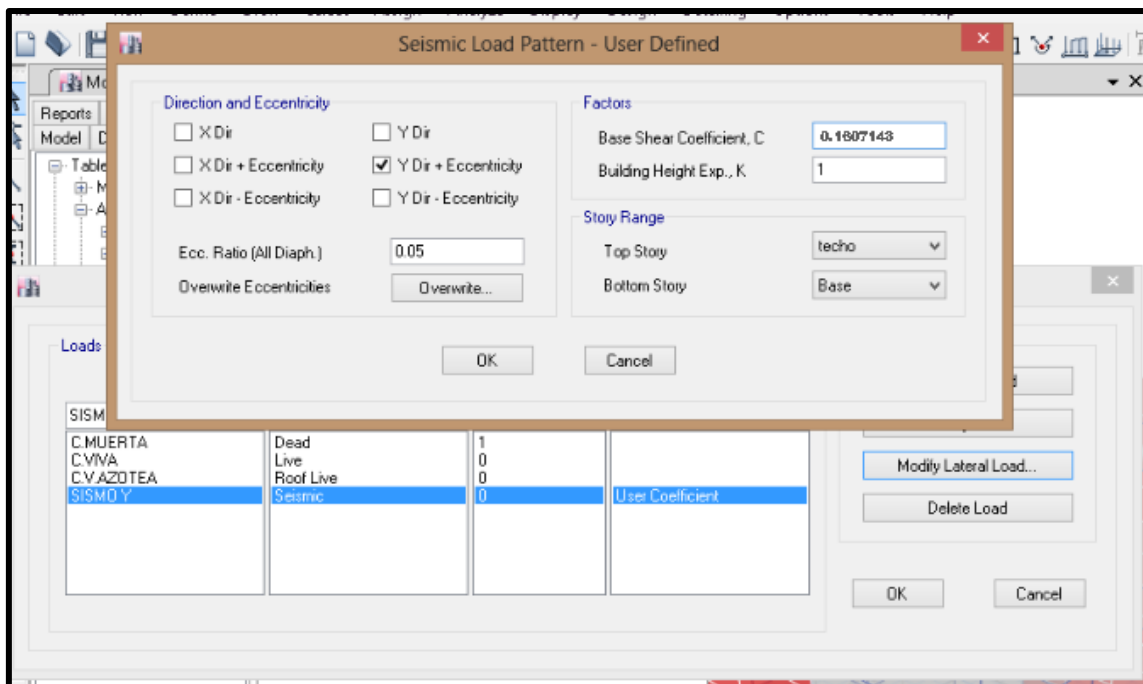 Seismic Load Pattern - User Defined
Reports
Model
Table
Direction and Eccentricity
X Dir
Y Dir
X Dir + Eccentricity
Y Dir + Eccentricity
X Dir - Eccentricity
Y Dir - Eccentricity
Ecc. Ratio (All Diaph.)
0.05
Overwrite Eccentricities
Overwrite...
Factors
Base Shear Coefficient, C
0.1607143
Building Height Exp., K
1
Story Range
Top Story
techo
Bottom Story
Base
OK
Cancel
Loads
SISM
C.MUERTA Dead 1
C.VIVA Live 0
C.V.AZOTEA Roof Live 0
SISMO Y Seismic 0 User Coefficient
Modify Lateral Load...
Delete Load
OK
Cancel